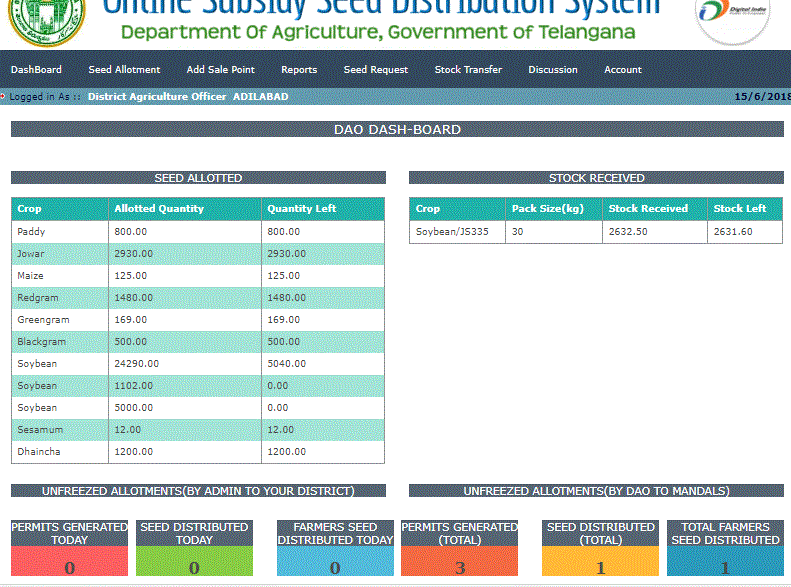 Online Subsidy Seed Distribution System
Department Of Agriculture, Government of Telangana
Digital India
DashBoard Seed Allotment Add Sale Point Reports Seed Request Stock Transfer Discussion Account
Logged in As :: District Agriculture Officer ADILABAD 15/6/2018
DAO DASH-BOARD
SEED ALLOTTED
Crop Allotted Quantity Quantity Left
Paddy 800.00 800.00
Jowar 2930.00 2930.00
Maize 125.00 125.00
Redgram 1480.00 1480.00
Greengram 169.00 169.00
Blackgram 500.00 500.00
Soybean 24290.00 5040.00
Soybean 1102.00 0.00
Soybean 5000.00 0.00
Sesamum 12.00 12.00
Dhaincha 1200.00 1200.00
STOCK RECEIVED
Crop Pack Size(kg) Stock Received Stock Left
Soybean/JS335 30 2632.50 2631.60
UNFREEZED ALLOTMENTS(BY ADMIN TO YOUR DISTRICT)
UNFREEZED ALLOTMENTS(BY DAO TO MANDALS)
PERMITS GENERATED
TODAY
0
SEED DISTRIBUTED
TODAY
0
FARMERS SEED
DISTRIBUTED TODAY
0
PERMITS GENERATED
(TOTAL)
3
SEED DISTRIBUTED
(TOTAL)
1
TOTAL FARMERS
SEED DISTRIBUTED
1